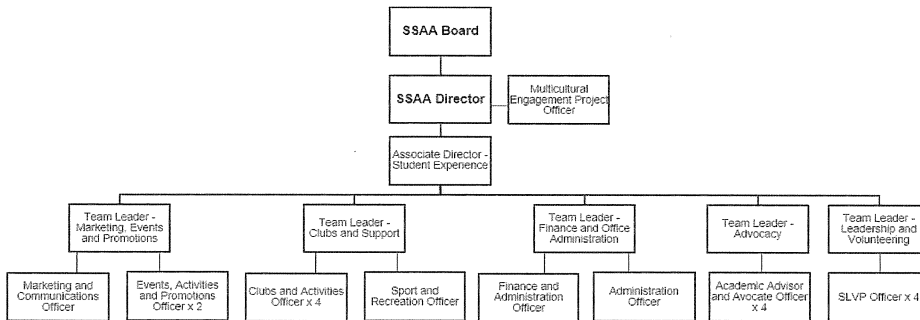 SSAA Board
SSAA Director
Multicultural
Engagement Project
Officer
Associate Director -
Student Experience
Team Leader -
Marketing, Events
and Promotions
Team Leader -
Clubs and Support
Team Leader -
Finance and Office
Administration
Team Leader -
Advocacy
Team Leader -
Leadership and
Volunteering
Marketing and
Communications
Officer
Events, Activities
and Promotions
Officer x 2
Clubs and Activities
Officer x 4
Sport and
Recreation Officer
Finance and
Administration
Officer
Administration
Officer
Academic Advisor
and Avocate Officer
x 4
SLVP Officer x 4